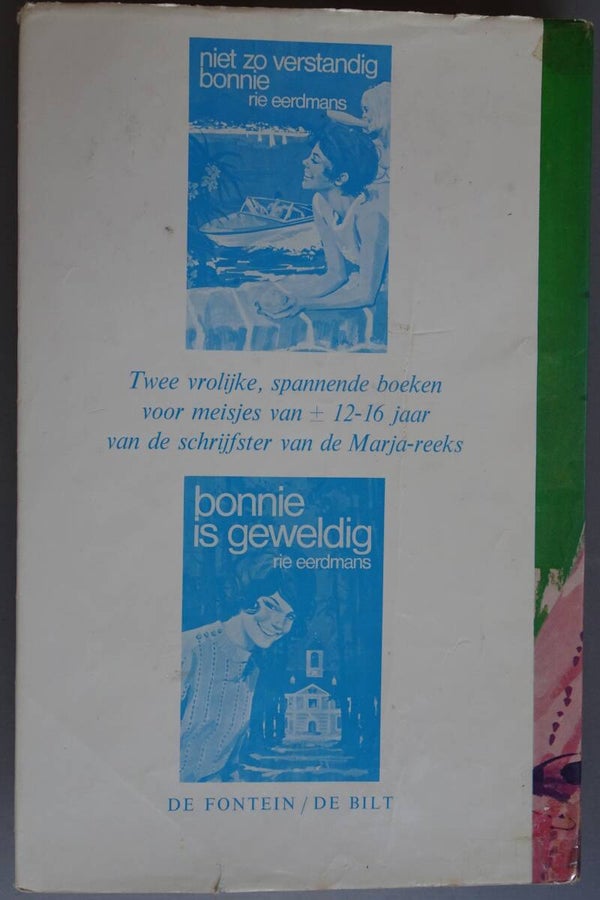 niet zo verstandig
bonnie
rie eerdmans
Twee vrolijke, spannende boeken
voor meisjes van ± 12-16 jaar
van de schrijfster van de Marja-reeks
bonnie
is geweldig
rie eerdmans
DE FONTEIN / DE BILT